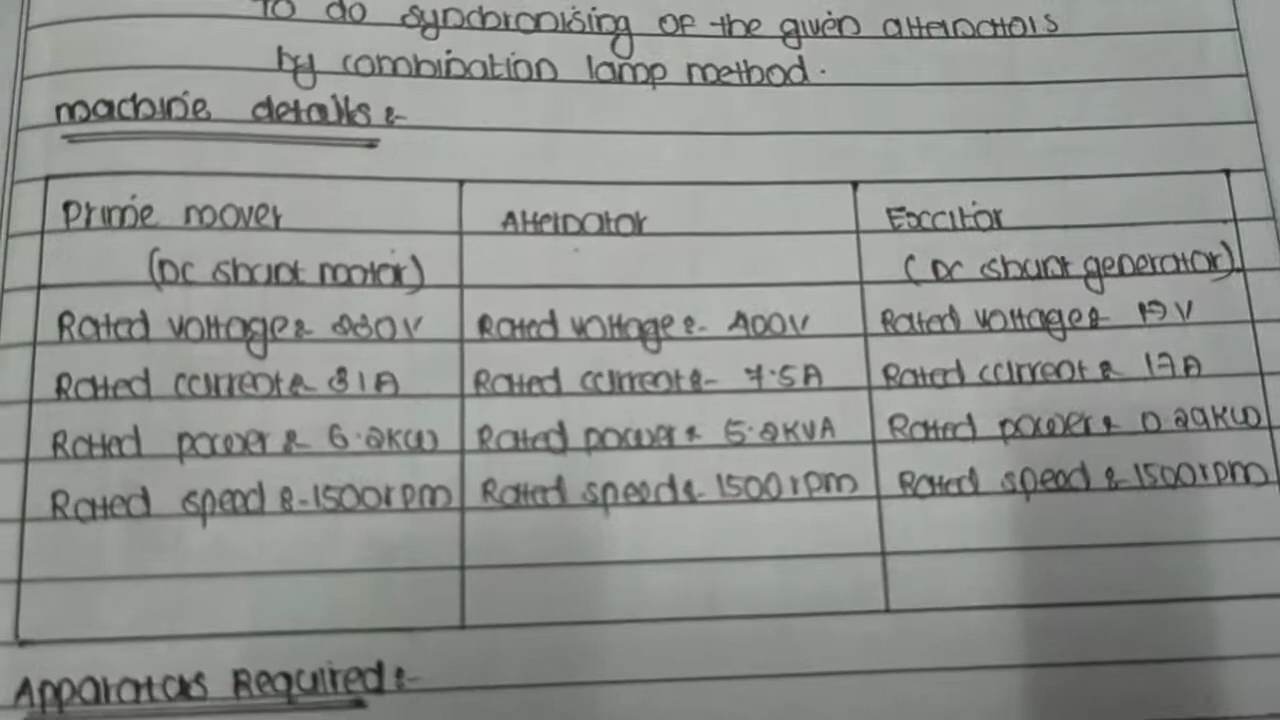 To do synchronising of the given alternators
by combination lamp method.
machine details:-
Prime mover
Alternator
Exciter
(DC shunt motor)
(DC shunt generator)
Rated voltage:- 230V
Rated voltage:- 400V
Rated voltage:- V
Rated current:- 31A
Rated current:- 7.5A
Rated current:- 17A
Rated power:- 6.2KW
Rated power:- 5.2KVA
Rated power:- KW
Rated speed:-1500rpm
Rated speed:- 1500rpm
Rated speed:- 1500rpm
Apparatus Required:-